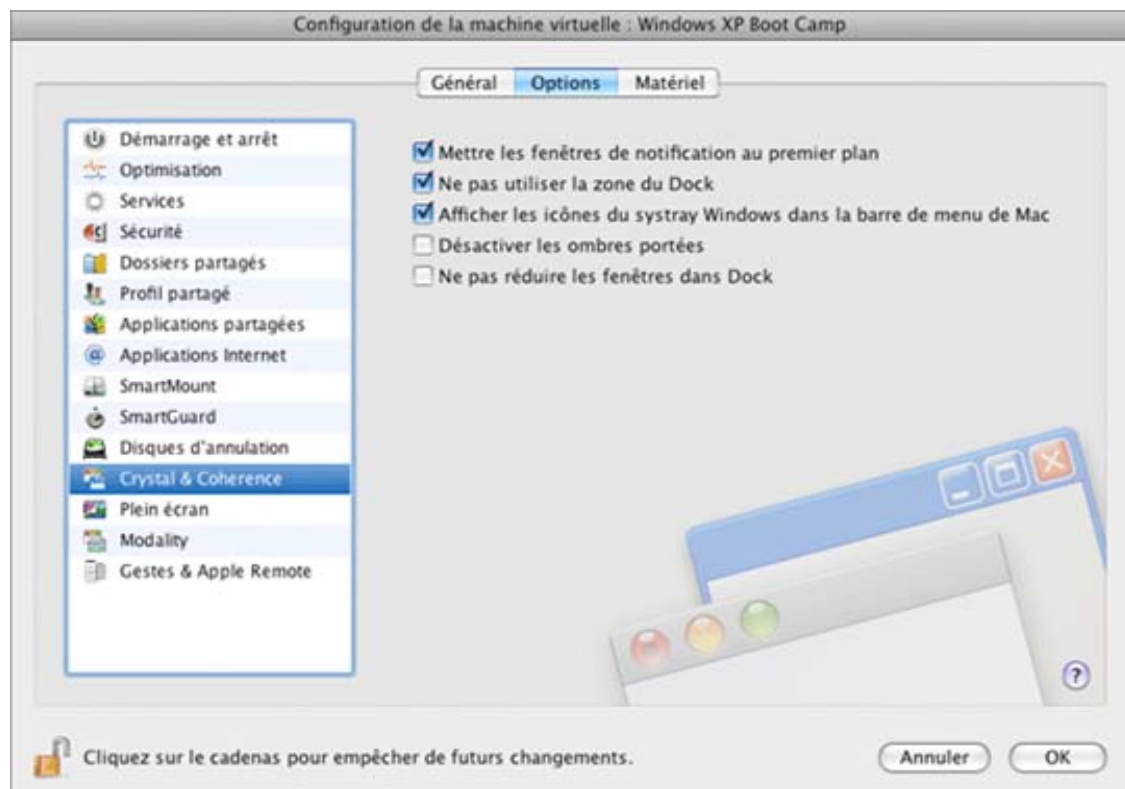 Configuration de la machine virtuelle : Windows XP Boot Camp
Général Options Matériel
Démarrage et arrêt
Optimisation
Services
Sécurité
Dossiers partagés
Profil partagé
Applications partagées
Applications Internet
SmartMount
SmartGuard
Disques d'annulation
Crystal & Coherence
Plein écran
Modality
Gestes & Apple Remote
Mettre les fenêtres de notification au premier plan
Ne pas utiliser la zone du Dock
Afficher les icônes du systray Windows dans la barre de menu de Mac
Désactiver les ombres portées
Ne pas réduire les fenêtres dans Dock
?
Cliquez sur le cadenas pour empêcher de futurs changements.
Annuler OK